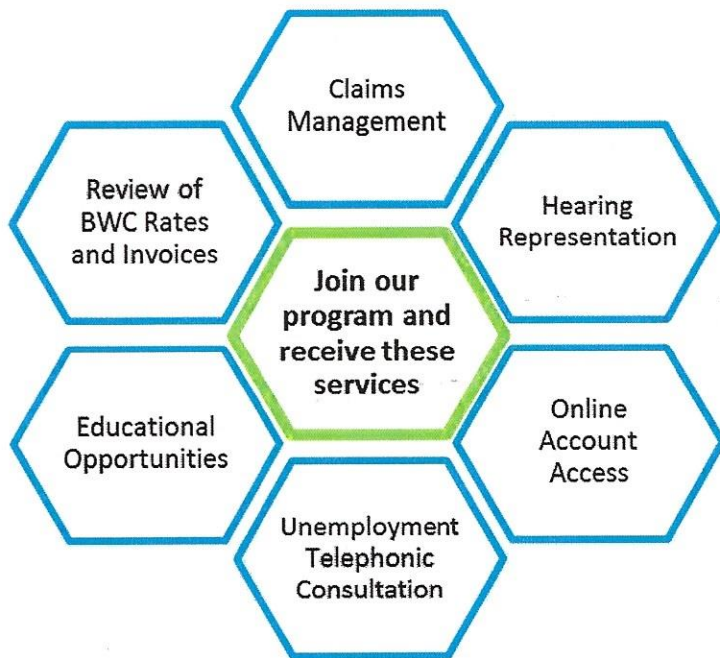 Claims
Management
Review of
BWC Rates
and Invoices
Hearing
Representation
Join our
program and
receive these
services
Educational
Opportunities
Online
Account
Access
Unemployment
Telephonic
Consultation